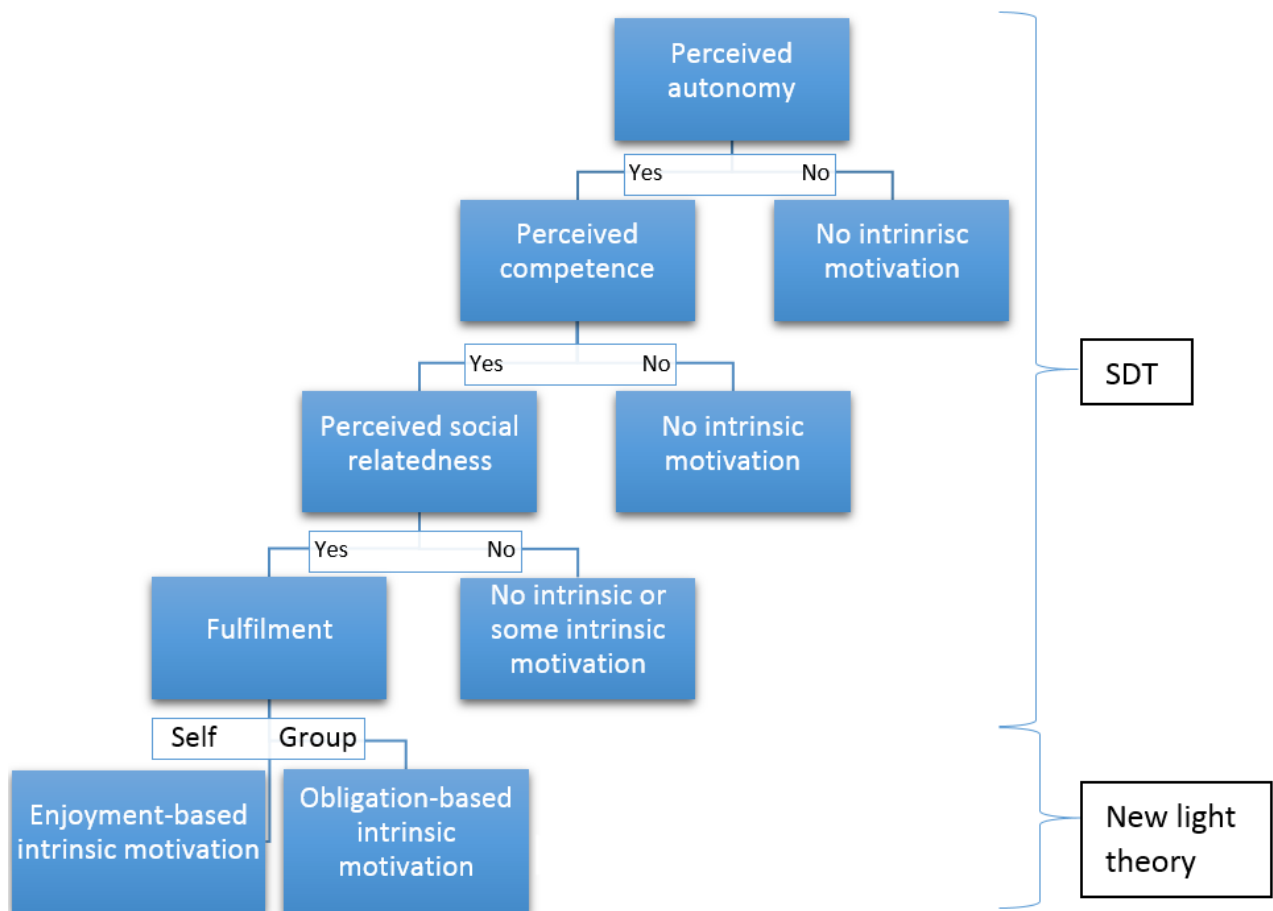 Perceived
autonomy
Yes
No
Perceived
competence
No intrinrisc
motivation
Yes
No
SDT
Perceived social
relatedness
No intrinsic
motivation
Yes
No
Fulfilment
No intrinsic or
some intrinsic
motivation
Self
Group
Enjoyment-based
intrinsic motivation
Obligation-based
intrinsic
motivation
New light
theory